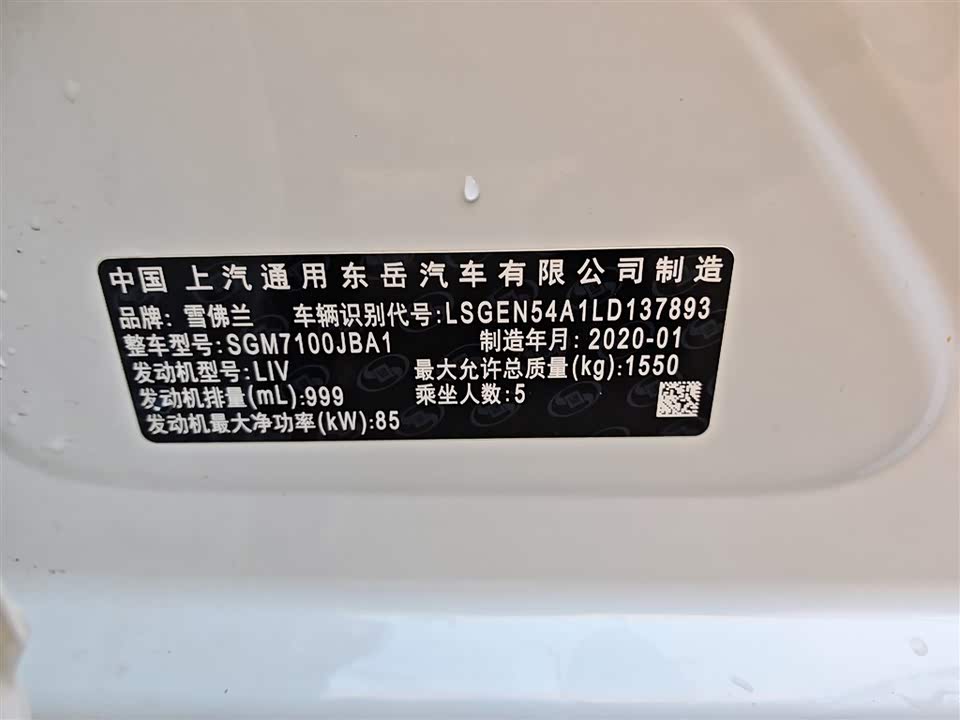 中国 上汽通用东岳汽车有限公司制造
品牌: 雪佛兰 车辆识别代号:LSGEN54A1LD137893
整车型号:SGM7100JBA1 制造年月:2020-01
发动机型号:LIV 最大允许总质量(kg):1550
发动机排量(mL):999 乘坐人数:5
发动机最大净功率(kW):85